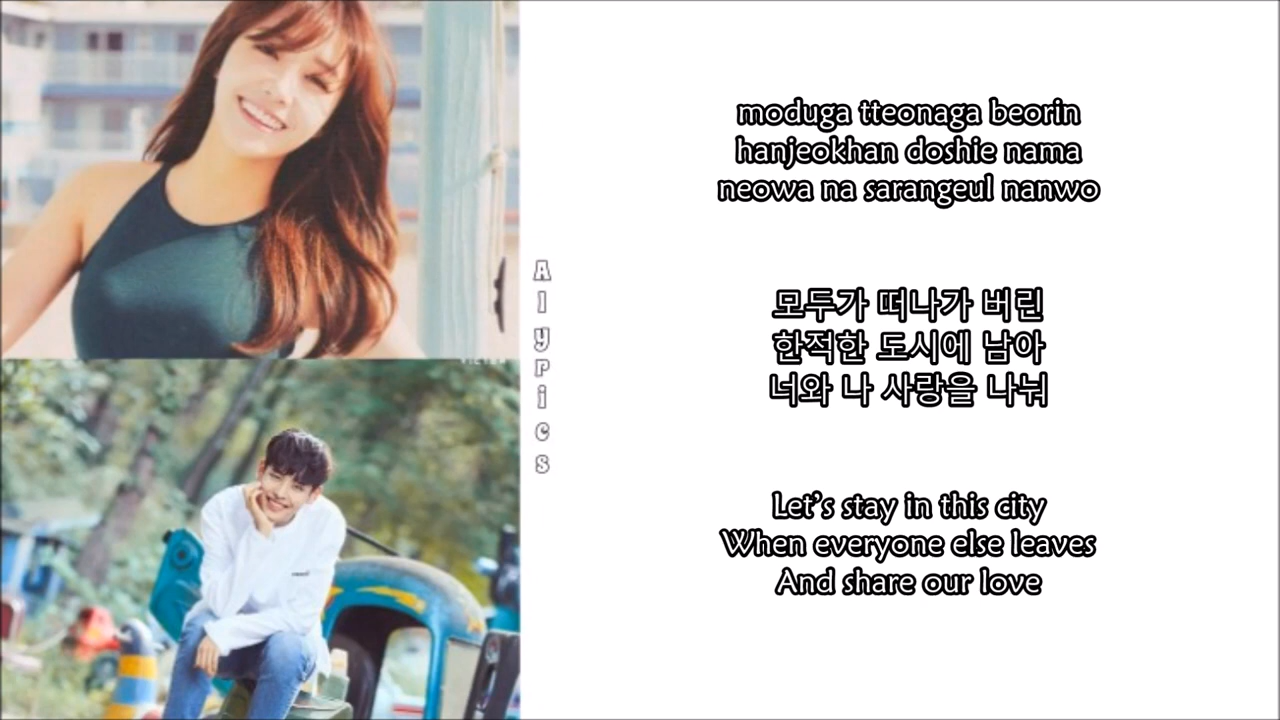 moduga tteonaga beorin
hanjeokhan doshie nama
neowa na sarangeul nanwo
모두가 떠나가 버린
한적한 도시에 남아
너와 나 사랑을 나눠
Let's stay in this city
When everyone else leaves
And share our love
Alyrics